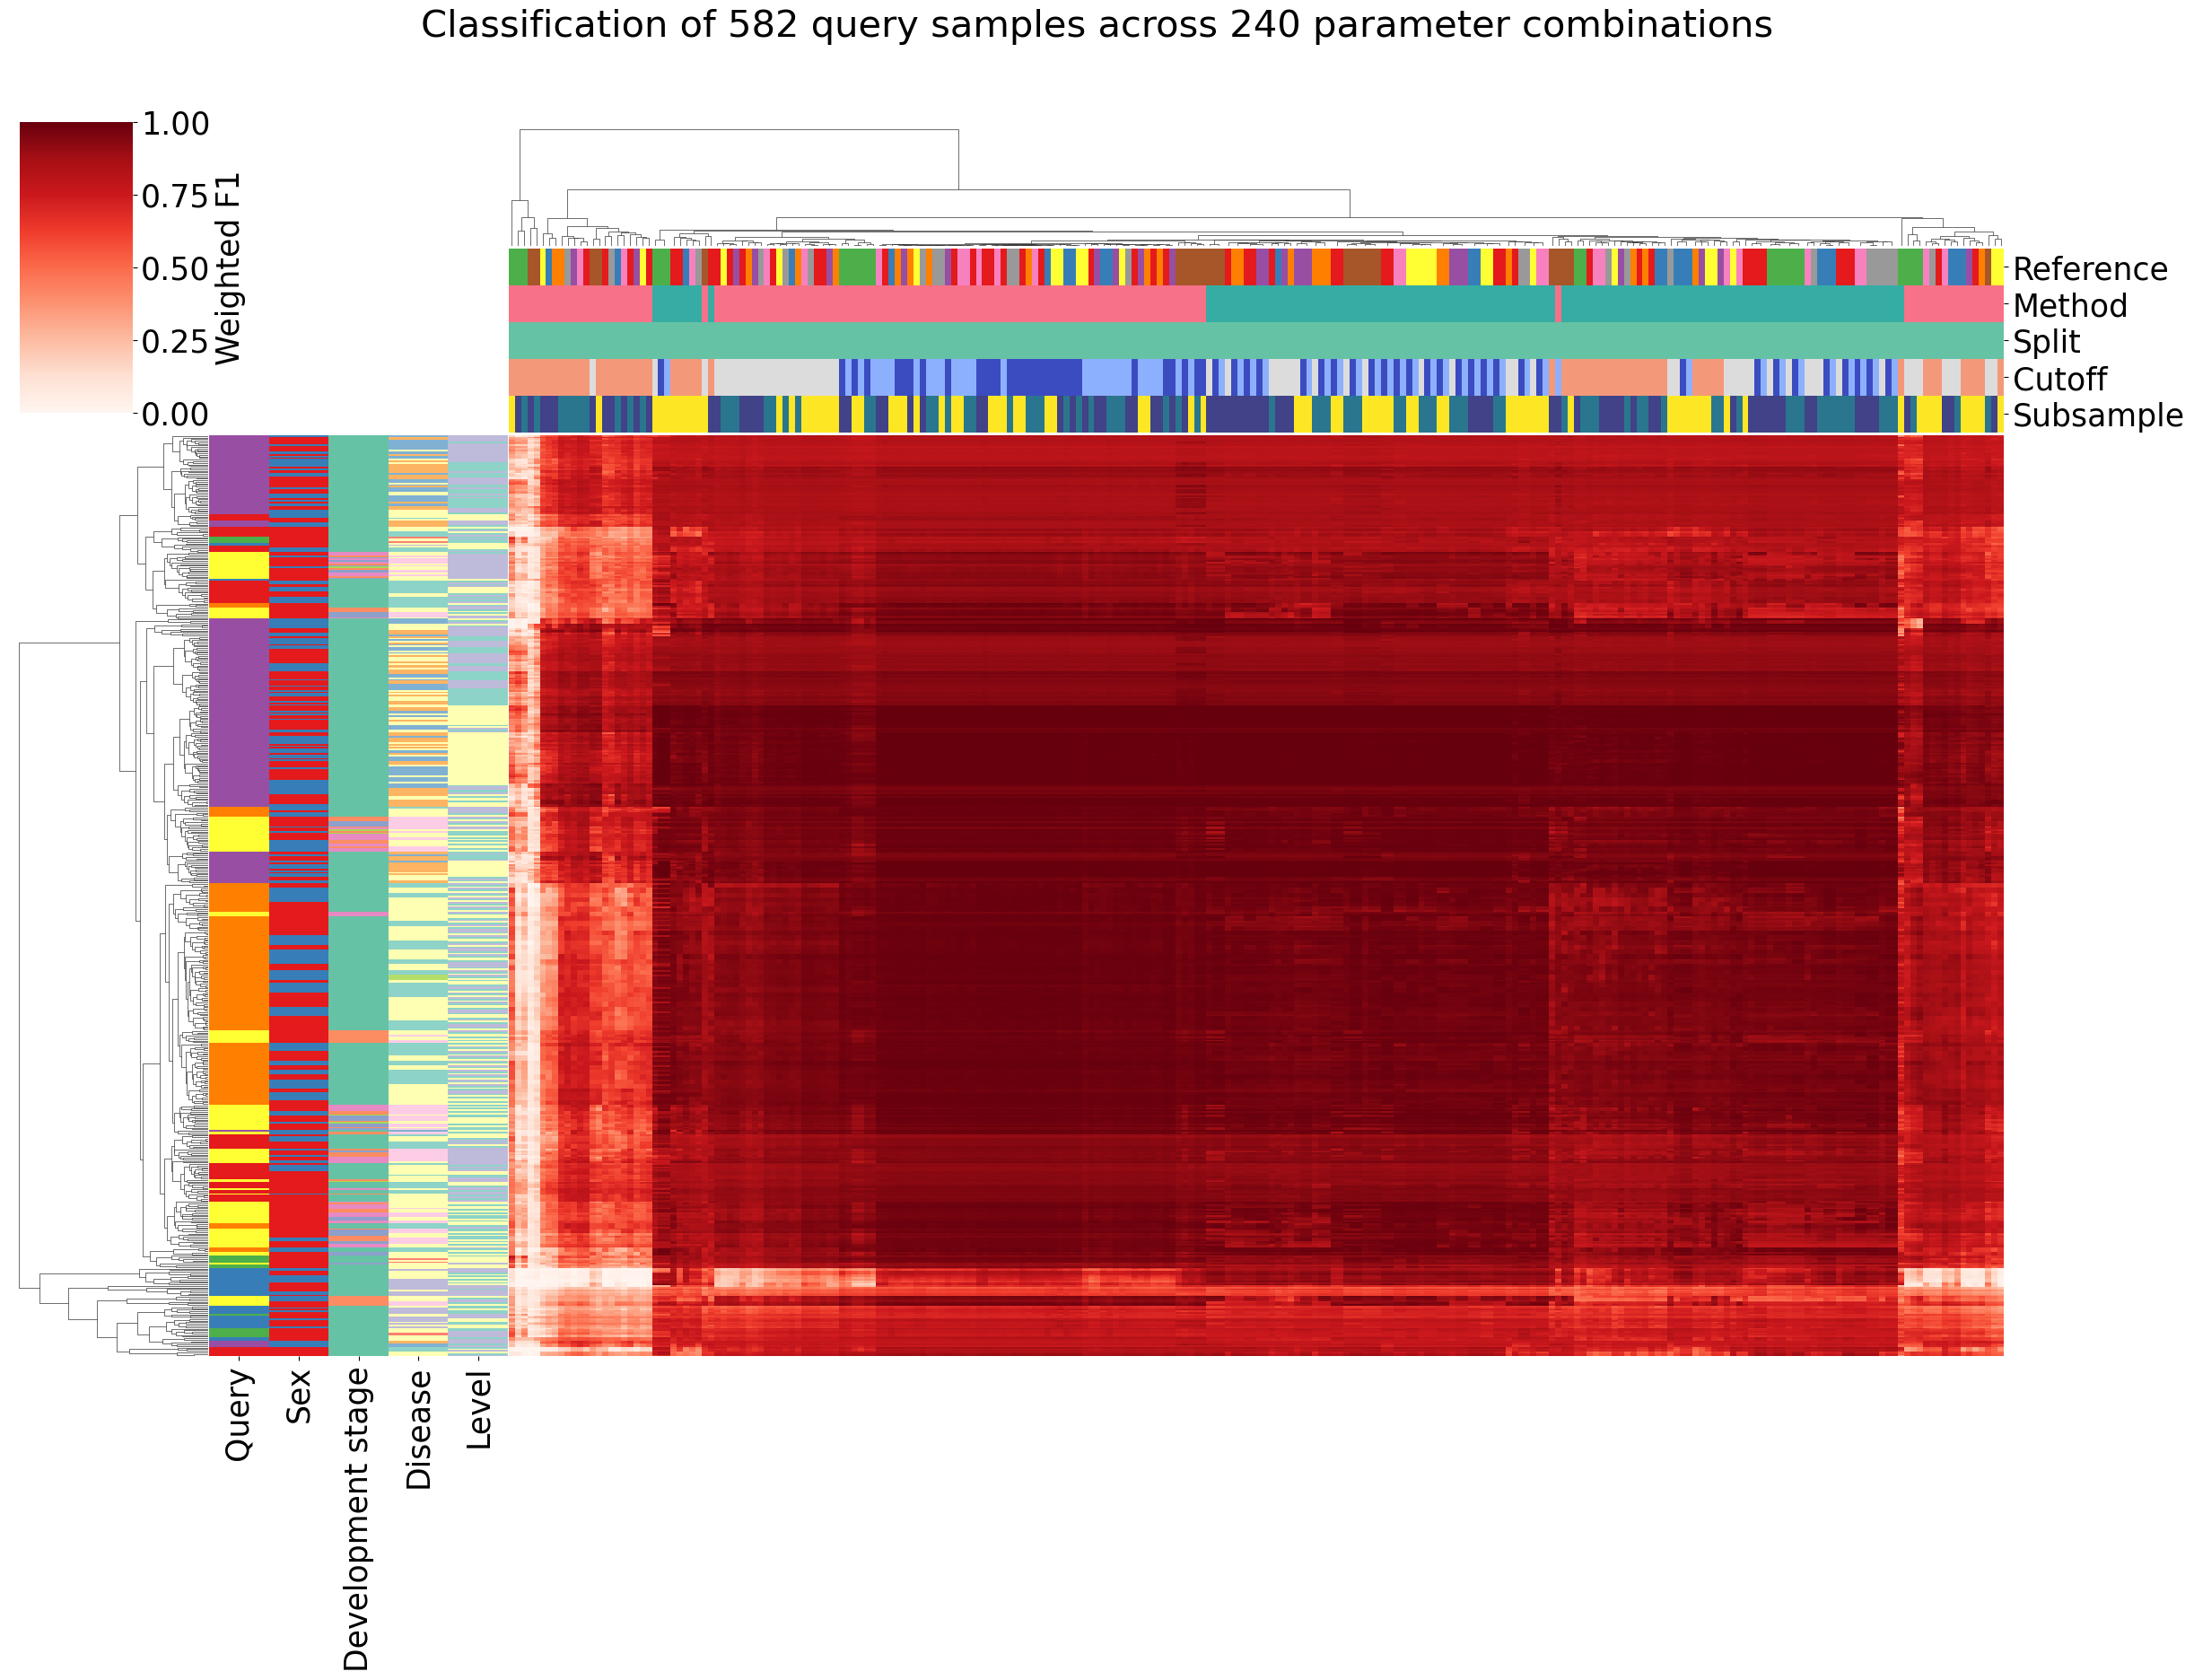 Classification of 582 query samples across 240 parameter combinations
1.00
0.75
0.50
0.25
0.00
Weighted F1
Reference
Method
Split
Cutoff
Subsample
Query
Sex
Development stage
Disease
Level